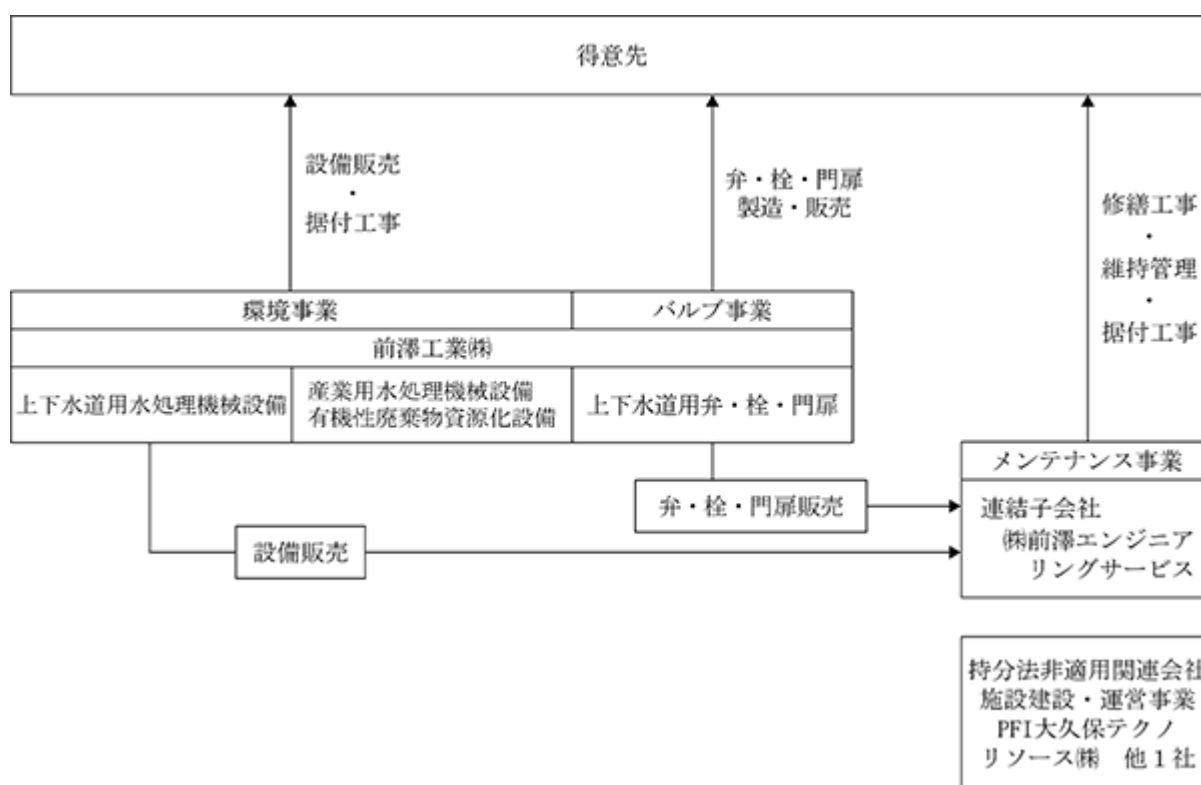 得意先
設備販売
・
据付工事
弁・栓・門扉
製造・販売
修繕工事
・
維持管理
・
据付工事
環境事業
バルブ事業
前澤工業㈱
上下水道用水処理機械設備
産業用水処理機械設備
有機性廃棄物資源化設備
上下水道用弁・栓・門扉
メンテナンス事業
連結子会社
㈱前澤エンジニア
リングサービス
弁・栓・門扉販売
設備販売
持分法非適用関連会社
施設建設・運営事業
PFI大久保テクノ
リソース㈱ 他1社